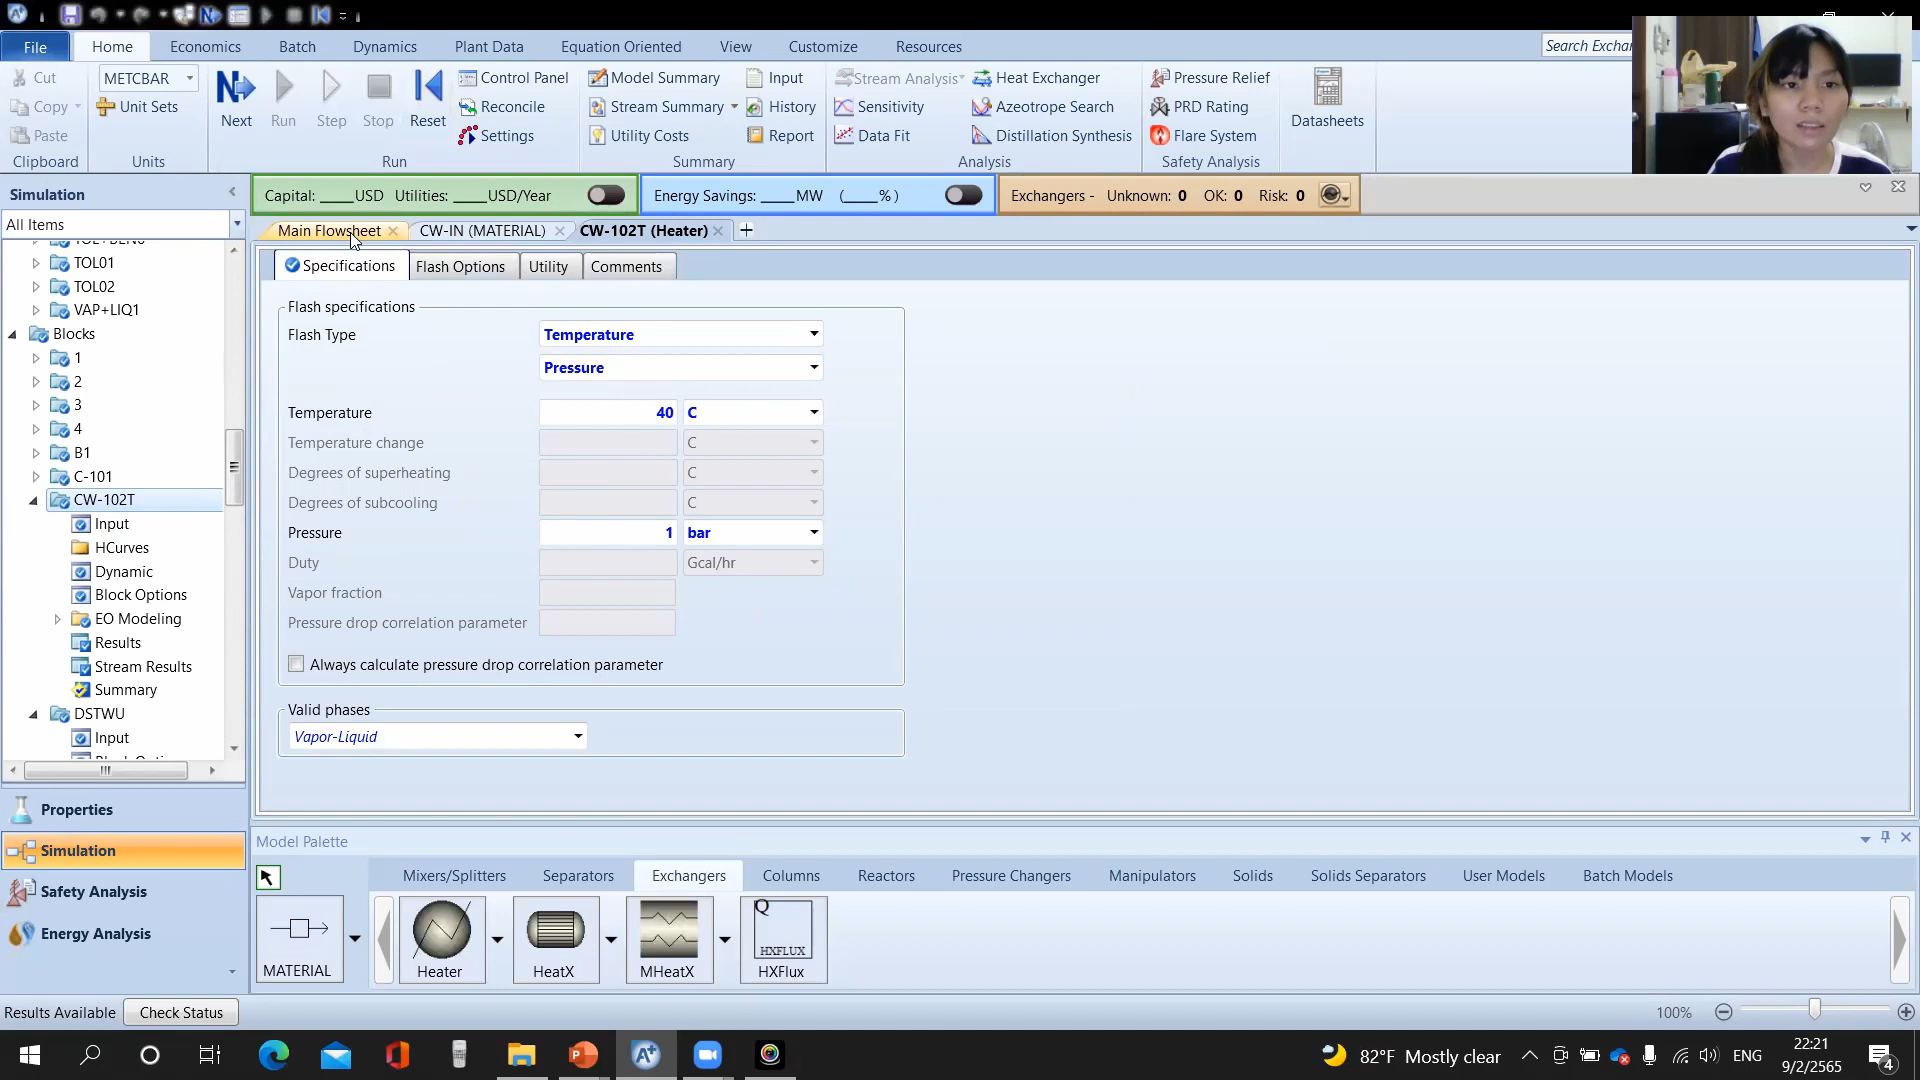 File Home Economics Batch Dynamics Plant Data Equation Oriented View Customize Resources Search Exchan
Cut METCBAR Control Panel Model Summary Input Stream Analysis Heat Exchanger Pressure Relief
Copy Unit Sets Reconcile Stream Summary History Sensitivity Azeotrope Search PRD Rating
Next Run Step Stop Reset Datasheets
Paste Settings Utility Costs Report Data Fit Distillation Synthesis Flare System
Clipboard Units Run Summary Analysis Safety Analysis
Simulation Capital: ____USD Utilities: ____USD/Year Energy Savings: ____MW (____%) Exchangers - Unknown: 0 OK: 0 Risk: 0
All Items Main Flowsheet CW-IN (MATERIAL) CW-102T (Heater)
TOL01
TOL02
VAP+LIQ1
Blocks
1
2
3
4
B1
C-101
CW-102T
Input
HCurves
Dynamic
Block Options
EO Modeling
Results
Stream Results
Summary
DSTWU
Input
Specifications Flash Options Utility Comments
Flash specifications
Flash Type Temperature
Pressure
Temperature 40 C
Temperature change C
Degrees of superheating C
Degrees of subcooling C
Pressure 1 bar
Duty Gcal/hr
Vapor fraction
Pressure drop correlation parameter
Always calculate pressure drop correlation parameter
Valid phases
Vapor-Liquid
Properties
Simulation
Safety Analysis
Energy Analysis
Model Palette
Mixers/Splitters Separators Exchangers Columns Reactors Pressure Changers Manipulators Solids Solids Separators User Models Batch Models
Q
HXFLUX
MATERIAL Heater HeatX MHeatX HXFlux
Results Available Check Status 100%
82°F Mostly clear ENG 22:21
9/2/2565
4